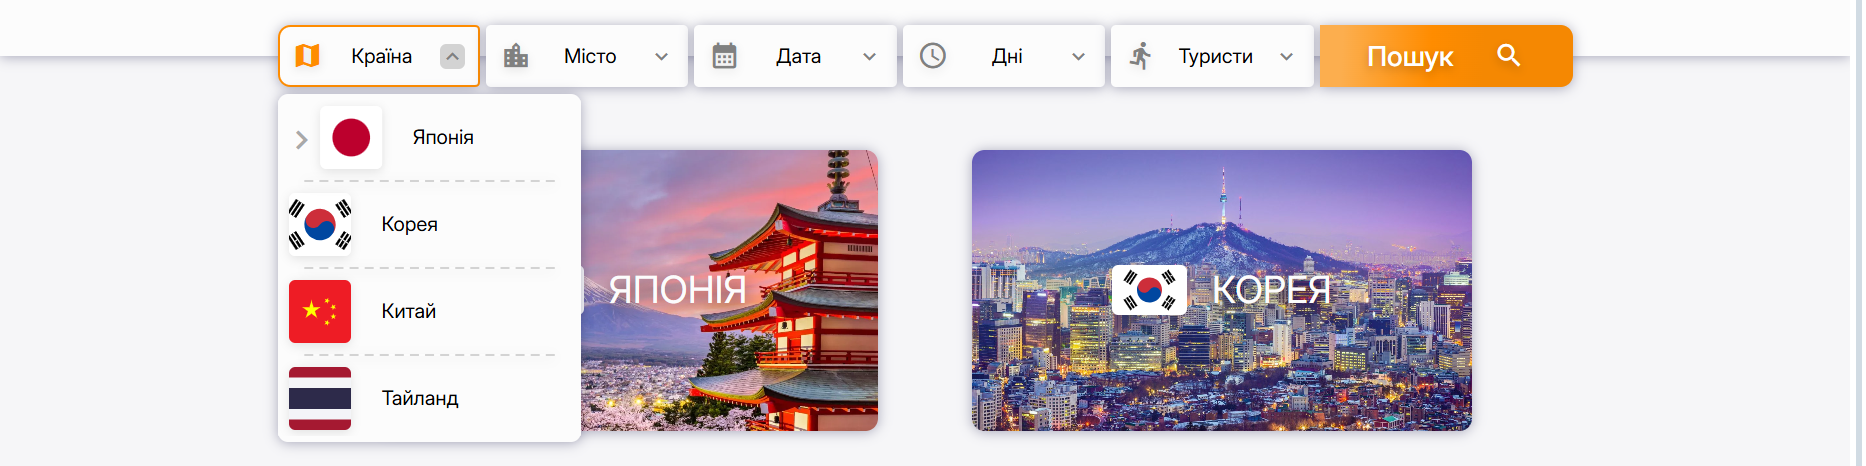 Країна
Місто
Дата
Дні
Туристи
Пошук
Японія
Корея
Китай
Тайланд
ЯПОНІЯ
КОРЕЯ